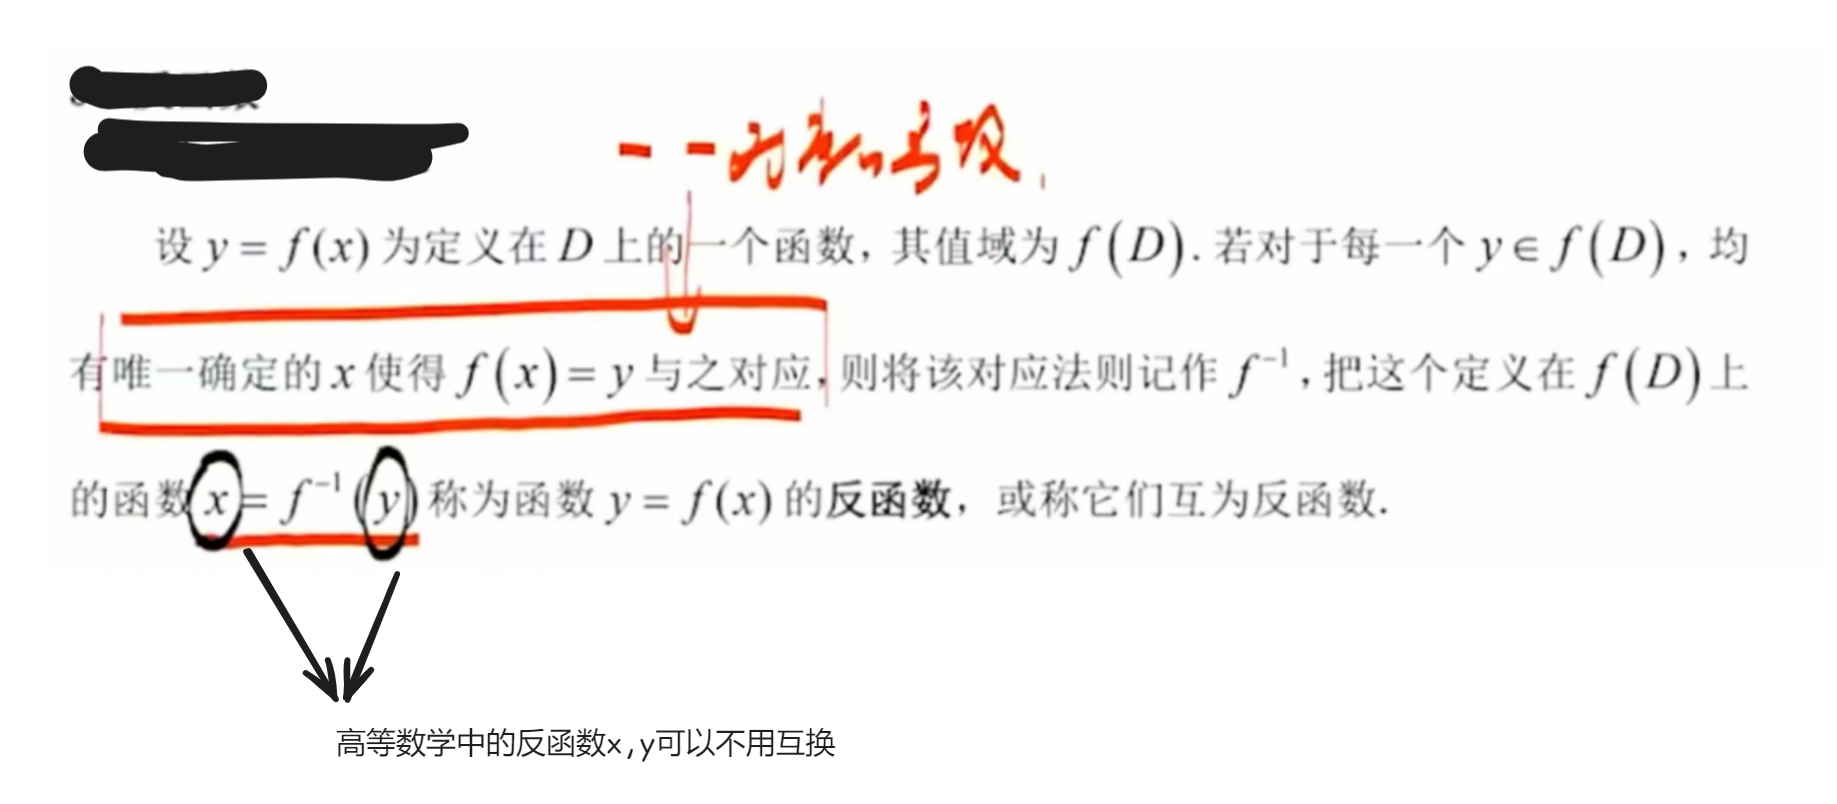 一一对应的函数
设 y = f(x) 为定义在 D 上的一个函数，其值域为 f(D). 若对于每一个 y ∈ f(D)，均
有唯一确定的 x 使得 f(x) = y 与之对应，则将该对应法则记作 f⁻¹，把这个定义在 f(D) 上
的函数 x = f⁻¹(y) 称为函数 y = f(x) 的反函数，或称它们互为反函数.
高等数学中的反函数x,y可以不用互换